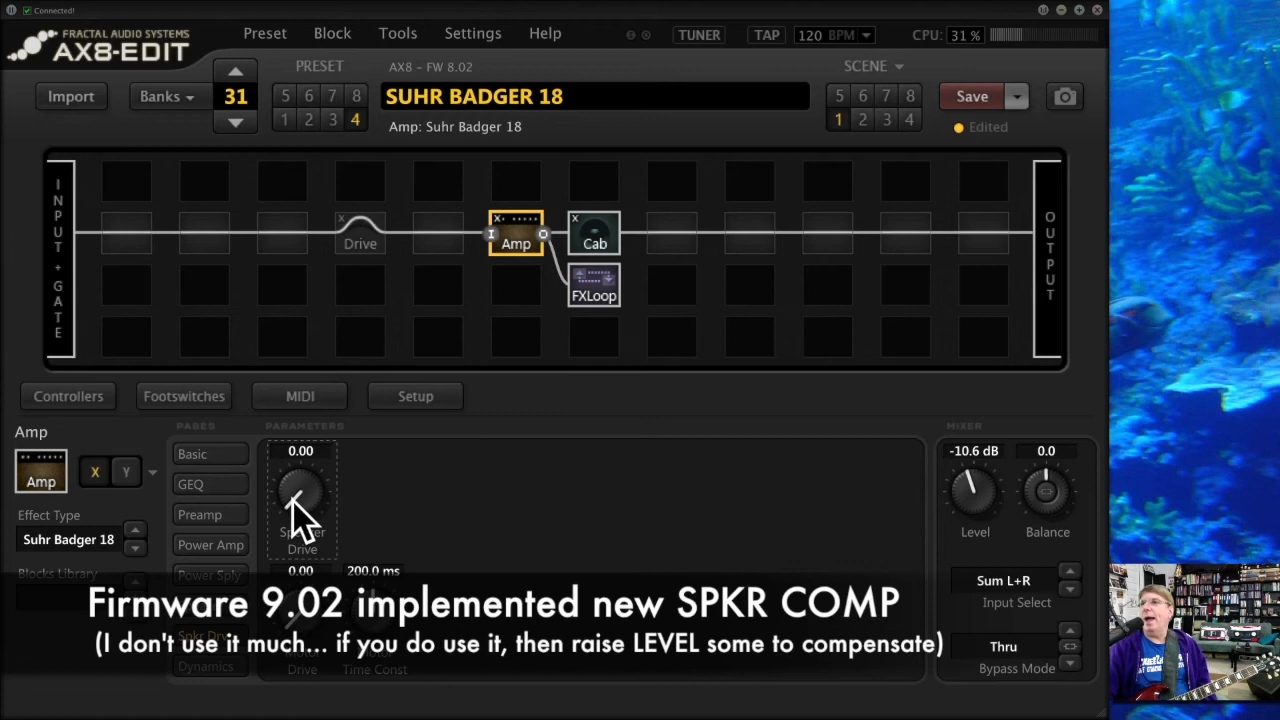 Connected!
FRACTAL AUDIO SYSTEMS
AX8-EDIT
Preset Block Tools Settings Help
TUNER TAP 120 BPM CPU: 31 %
PRESET AX8 - FW 8.02 SCENE
Import Banks 31 5 6 7 8 SUHR BADGER 18 5 6 7 8 Save
1 2 3 4 Amp: Suhr Badger 18 1 2 3 4 Edited
INPUT + GATE
X Drive
X Amp
X Cab
FXLoop
OUTPUT
Controllers Footswitches MIDI Setup
Amp PAGES PARAMETERS MIXER
Basic 0.00 -10.6 dB 0.0
Amp X Y
GEQ
Effect Type Preamp Level Balance
Suhr Badger 18 Power Amp Drive
Blocks Library Power Sply 0.00 200.0 ms Sum L+R
Input Select
Firmware 9.02 implemented new SPKR COMP
(I don't use it much... if you do use it, then raise LEVEL some to compensate)
Thru
Dynamics Drive Time Const Bypass Mode